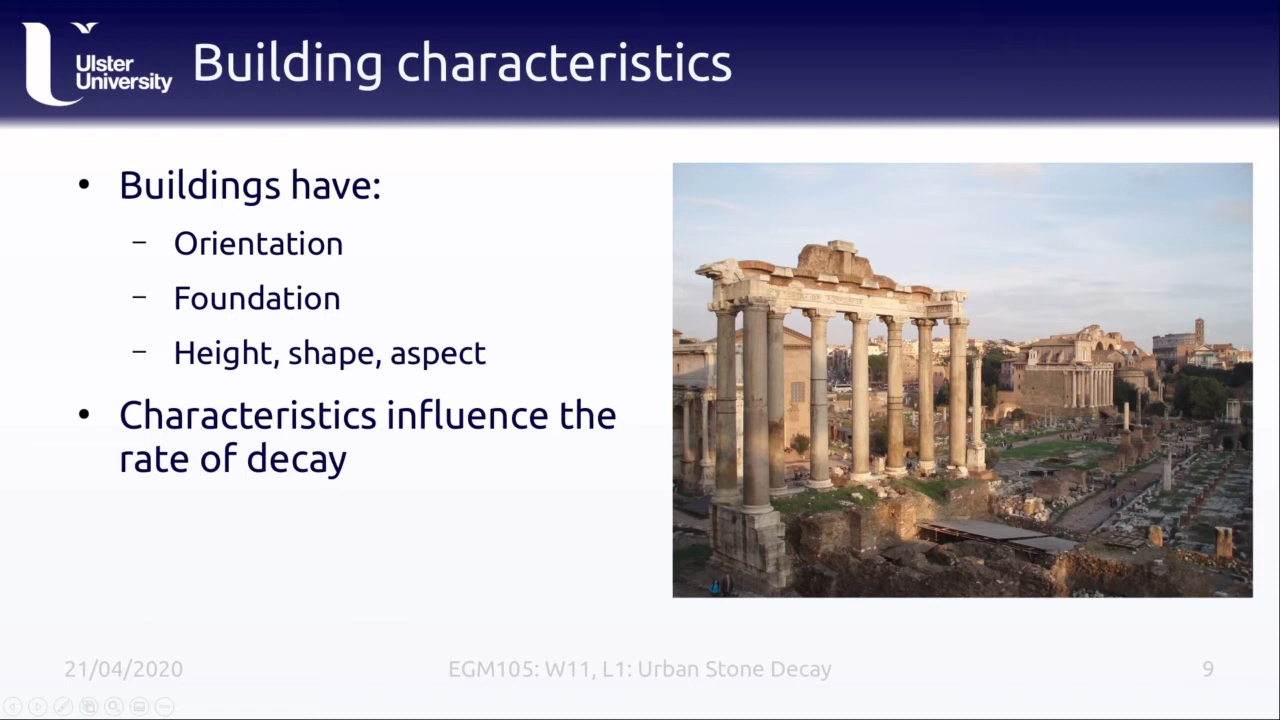 Ulster
University
Building characteristics
• Buildings have:
– Orientation
– Foundation
– Height, shape, aspect
• Characteristics influence the
rate of decay
21/04/2020
EGM105: W11, L1: Urban Stone Decay
9